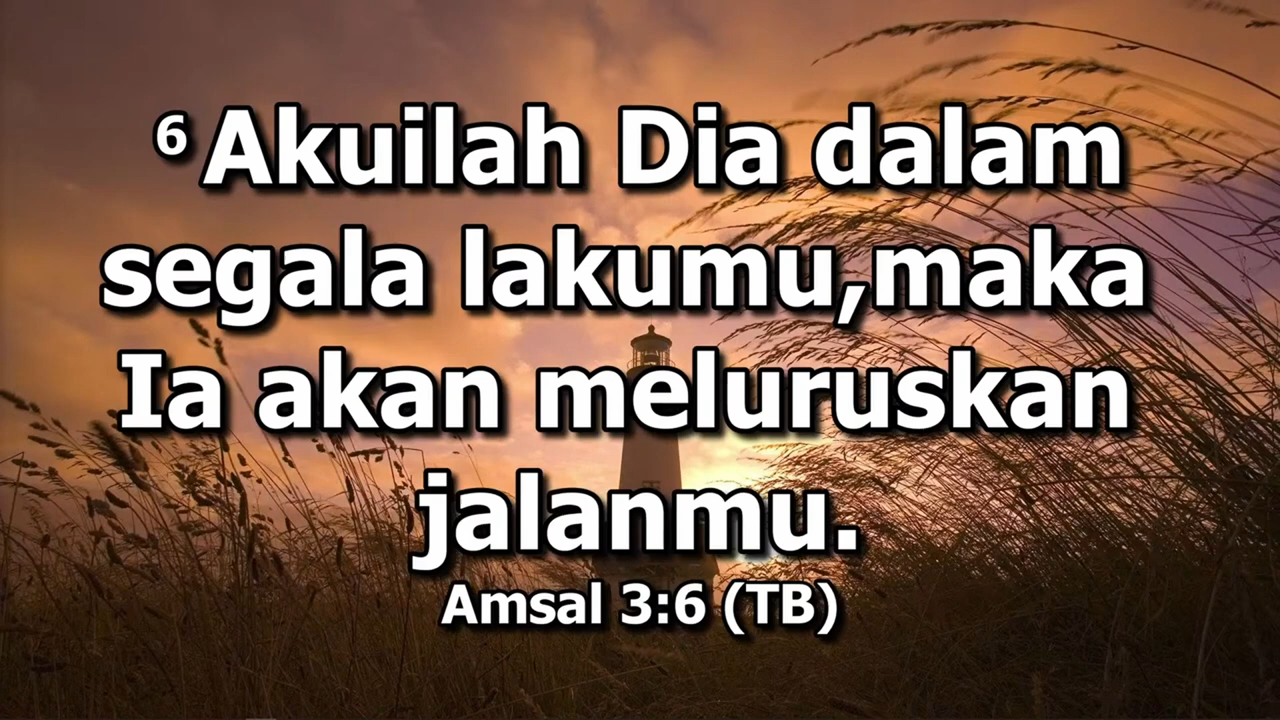 6 Akuilah Dia dalam
segala lakumu,maka
Ia akan meluruskan
jalanmu.
Amsal 3:6 (TB)